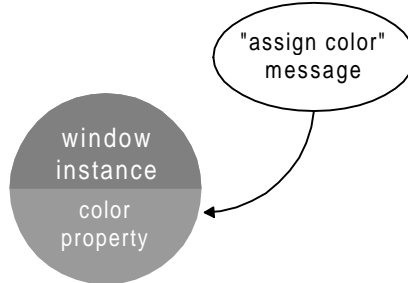 "assign color"
message
window
instance
color
property